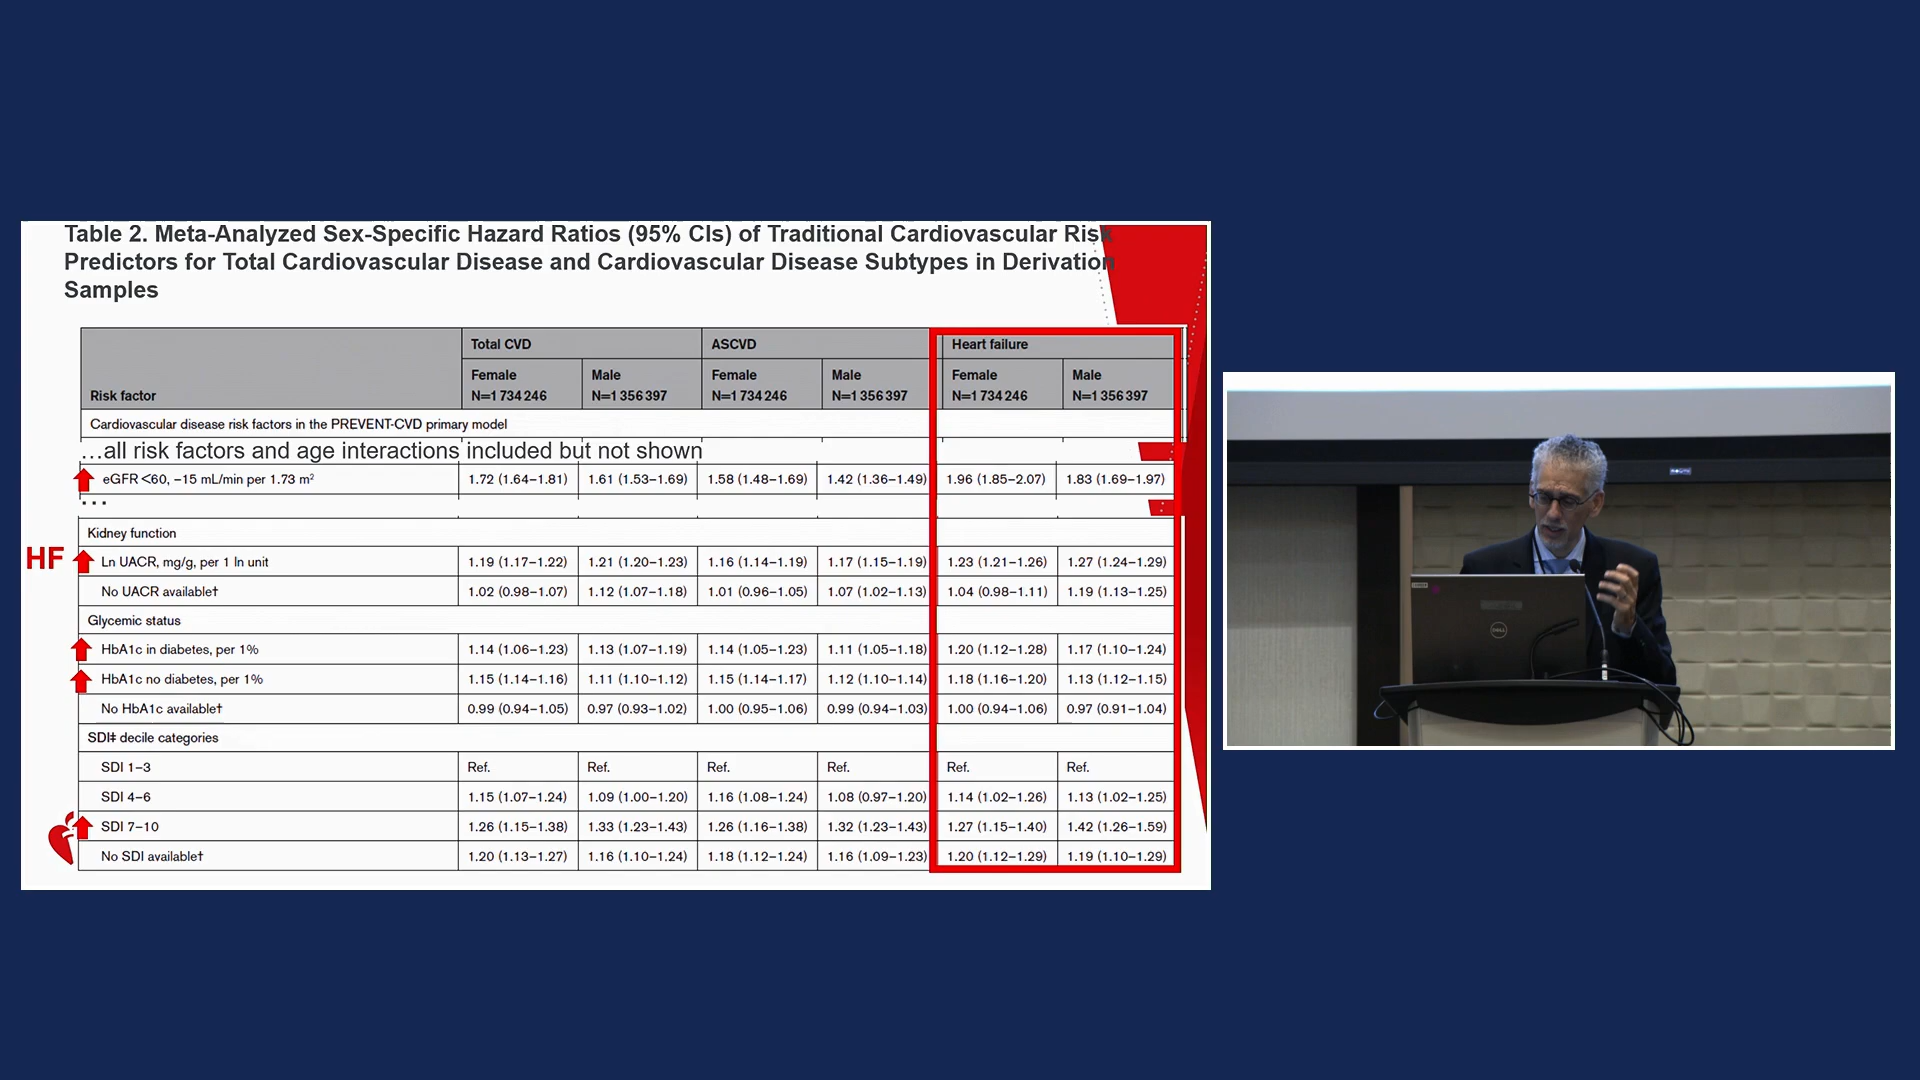 Table 2. Meta-Analyzed Sex-Specific Hazard Ratios (95% CIs) of Traditional Cardiovascular Risk
Predictors for Total Cardiovascular Disease and Cardiovascular Disease Subtypes in Derivation
Samples
Total CVD ASCVD Heart failure
Female Male Female Male Female Male
Risk factor N=1 734 246 N=1 356 397 N=1 734 246 N=1 356 397 N=1 734 246 N=1 356 397
Cardiovascular disease risk factors in the PREVENT-CVD primary model
…all risk factors and age interactions included but not shown
eGFR <60, −15 mL/min per 1.73 m² 1.72 (1.64–1.81) 1.61 (1.53–1.69) 1.58 (1.48–1.69) 1.42 (1.36–1.49) 1.96 (1.85–2.07) 1.83 (1.69–1.97)
…
Kidney function
HF Ln UACR, mg/g, per 1 ln unit 1.19 (1.17–1.22) 1.21 (1.20–1.23) 1.16 (1.14–1.19) 1.17 (1.15–1.19) 1.23 (1.21–1.26) 1.27 (1.24–1.29)
No UACR available† 1.02 (0.98–1.07) 1.12 (1.07–1.18) 1.01 (0.96–1.05) 1.07 (1.02–1.13) 1.04 (0.98–1.11) 1.19 (1.13–1.25)
Glycemic status
HbA1c in diabetes, per 1% 1.14 (1.06–1.23) 1.13 (1.07–1.19) 1.14 (1.05–1.23) 1.11 (1.05–1.18) 1.20 (1.12–1.28) 1.17 (1.10–1.24)
HbA1c no diabetes, per 1% 1.15 (1.14–1.16) 1.11 (1.10–1.12) 1.15 (1.14–1.17) 1.12 (1.10–1.14) 1.18 (1.16–1.20) 1.13 (1.12–1.15)
No HbA1c available† 0.99 (0.94–1.05) 0.97 (0.93–1.02) 1.00 (0.95–1.06) 0.99 (0.94–1.03) 1.00 (0.94–1.06) 0.97 (0.91–1.04)
SDI‡ decile categories
SDI 1–3 Ref. Ref. Ref. Ref. Ref. Ref.
SDI 4–6 1.15 (1.07–1.24) 1.09 (1.00–1.20) 1.16 (1.08–1.24) 1.08 (0.97–1.20) 1.14 (1.02–1.26) 1.13 (1.02–1.25)
SDI 7–10 1.26 (1.15–1.38) 1.33 (1.23–1.43) 1.26 (1.16–1.38) 1.32 (1.23–1.43) 1.27 (1.15–1.40) 1.42 (1.26–1.59)
No SDI available† 1.20 (1.13–1.27) 1.16 (1.10–1.24) 1.18 (1.12–1.24) 1.16 (1.09–1.23) 1.20 (1.12–1.29) 1.19 (1.10–1.29)
DELL